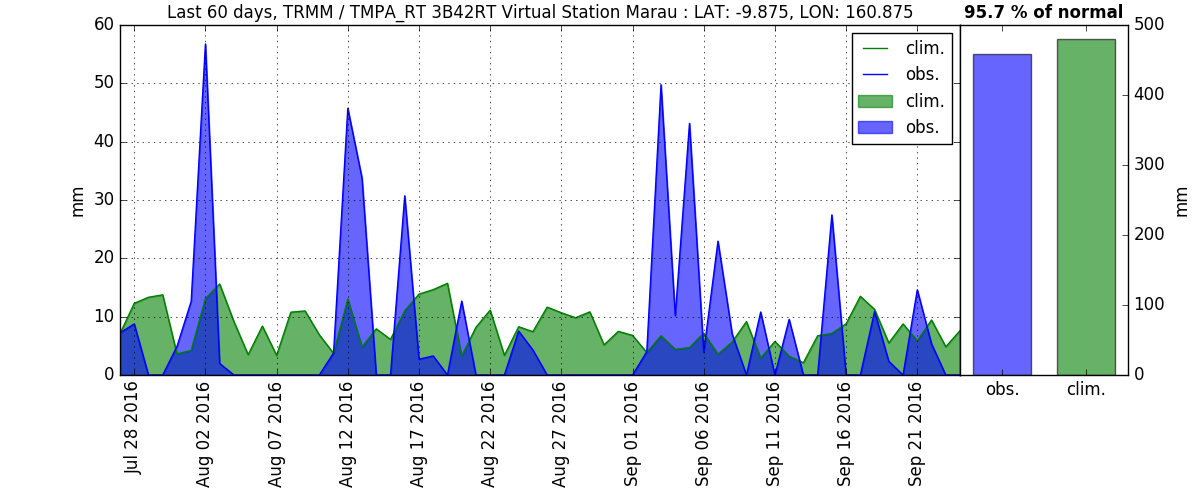 Last 60 days, TRMM / TMPA_RT 3B42RT Virtual Station Marau : LAT: -9.875, LON: 160.875
95.7 % of normal
60
50
40
30
20
10
0
mm
clim.
obs.
clim.
obs.
Jul 28 2016
Aug 02 2016
Aug 07 2016
Aug 12 2016
Aug 17 2016
Aug 22 2016
Aug 27 2016
Sep 01 2016
Sep 06 2016
Sep 11 2016
Sep 16 2016
Sep 21 2016
500
400
300
200
100
0
mm
obs.
clim.